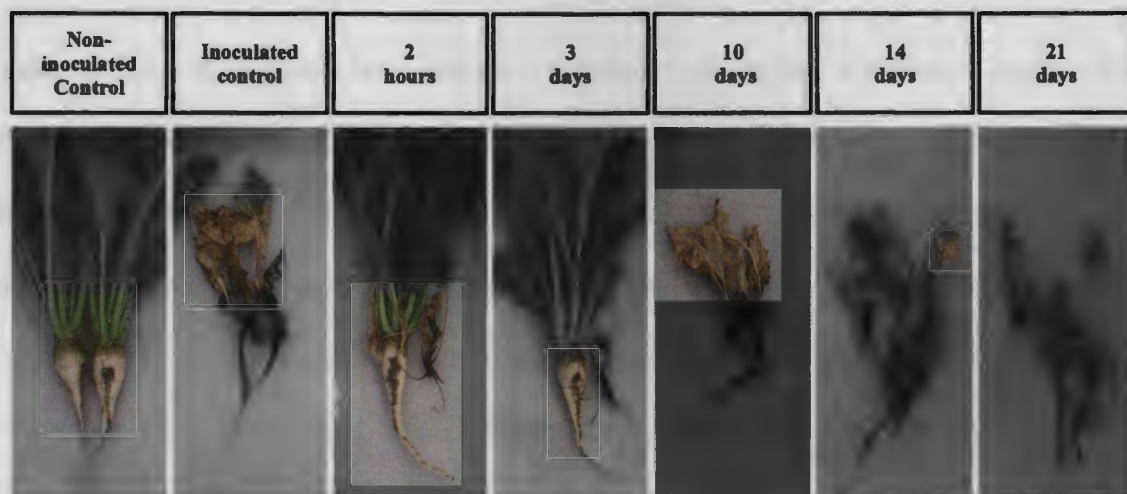 Non-
inoculated
Control
Inoculated
control
2
hours
3
days
10
days
14
days
21
days